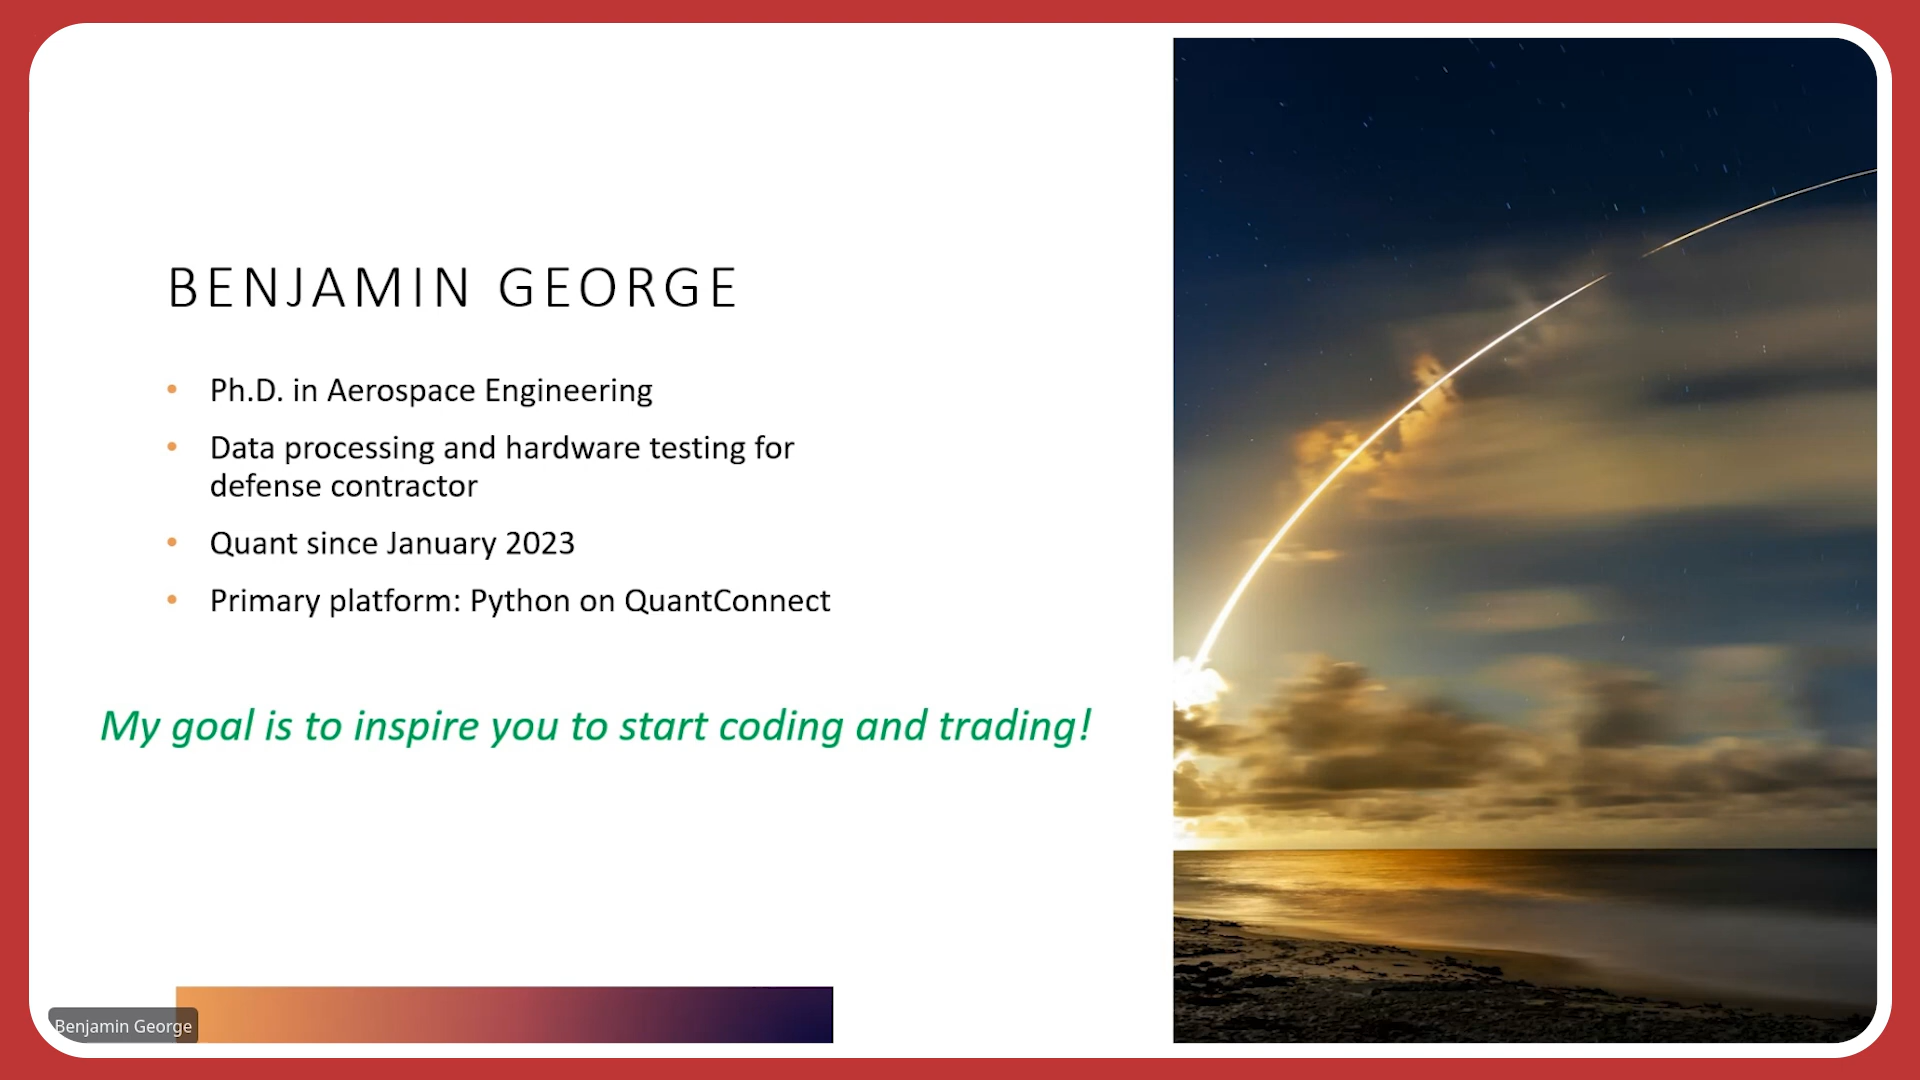 BENJAMIN GEORGE
• Ph.D. in Aerospace Engineering
• Data processing and hardware testing for
defense contractor
• Quant since January 2023
• Primary platform: Python on QuantConnect
My goal is to inspire you to start coding and trading!
Benjamin George